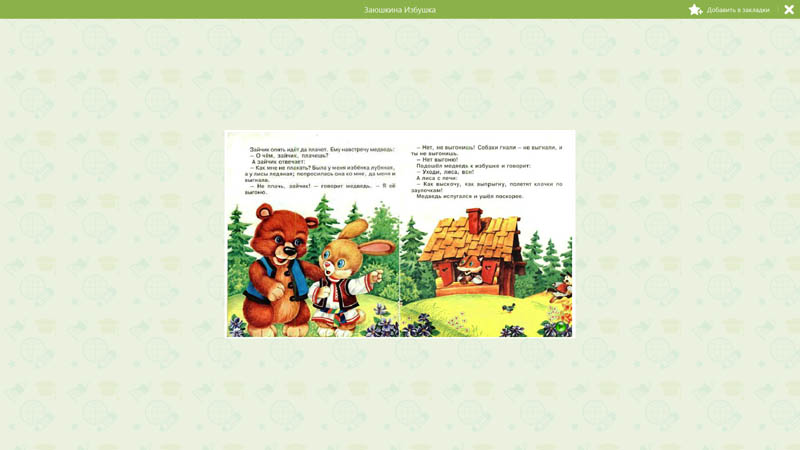 Заюшкина Избушка
Добавить в закладки
Зайчик опять идёт да плачет. Ему навстречу медведь:
— О чём, зайчик, плачешь?
А зайчик отвечает:
— Как мне не плакать? Была у меня избёнка лубяная,
а у лисы ледяная; попросилась она ко мне, да меня и
выгнала.
— Не плачь, зайчик! — говорит медведь. — Я её
выгоню.
— Нет, не выгонишь! Собаки гнали — не выгнали, и
ты не выгонишь.
— Нет выгоню!
Подошёл медведь к избушке и говорит:
— Уходи, лиса, вон!
А лиса с печи:
— Как выскочу, как выпрыгну, полетят клочки по
заулочкам!
Медведь испугался и ушёл поскорее.